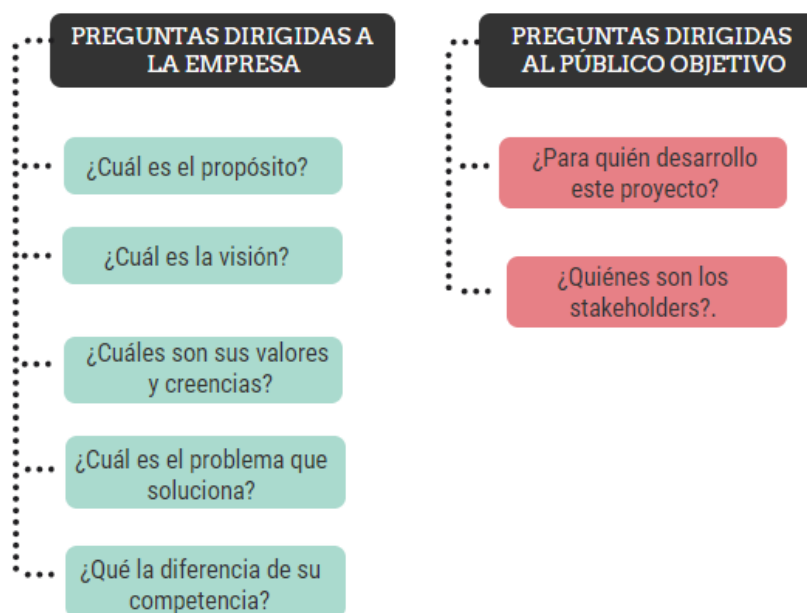 PREGUNTAS DIRIGIDAS A
LA EMPRESA
¿Cuál es el propósito?
¿Cuál es la visión?
¿Cuáles son sus valores
y creencias?
¿Cuál es el problema que
soluciona?
¿Qué la diferencia de su
competencia?
PREGUNTAS DIRIGIDAS
AL PÚBLICO OBJETIVO
¿Para quién desarrollo
este proyecto?
¿Quiénes son los
stakeholders?.